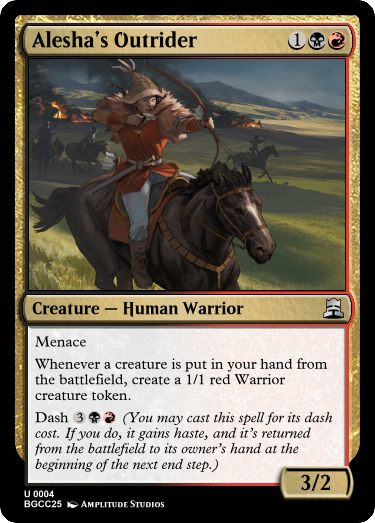 Alesha's Outrider 1
Creature — Human Warrior
Menace
Whenever a creature is put in your hand from
the battlefield, create a 1/1 red Warrior
creature token.
Dash 3 (You may cast this spell for its dash
cost. If you do, it gains haste, and it's returned
from the battlefield to its owner's hand at the
beginning of the next end step.)
3/2
U 0004
BGCC25 Amplitude Studios